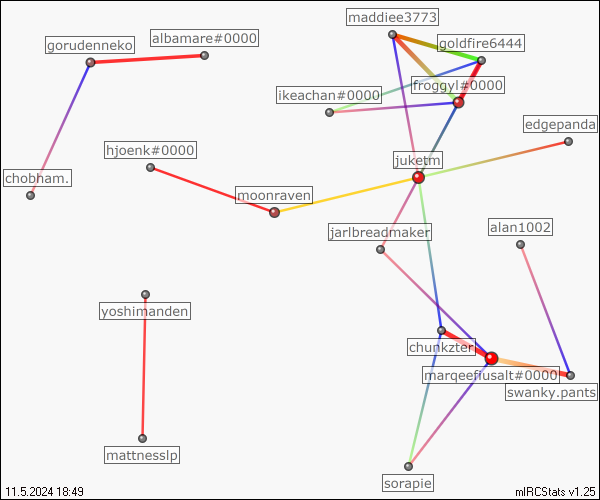 maddiee3773
albamare#0000
gorudenneko
goldfire6444
froggyl#0000
ikeachan#0000
edgepanda
hjoenk#0000
juketm
chobham.
moonraven
alan1002
jarlbreadmaker
yoshimanden
chunkzter
marqeefiusalt#0000
swanky.pants
mattnesslp
sorapie
11.5.2024 18:49
mIRCStats v1.25